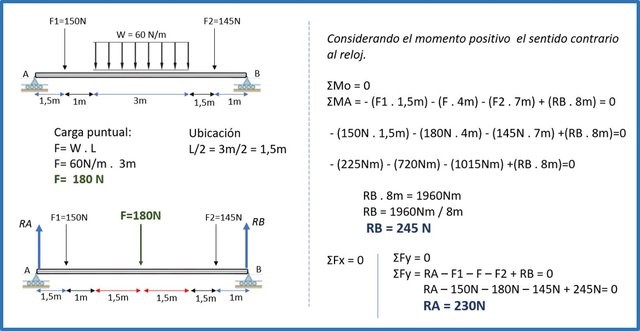 F1=150N
F2=145N
W = 60 N/m
A
B
1,5m 1m 3m 1,5m 1m
Carga puntual:
F= W . L
F= 60N/m . 3m
F= 180 N
Ubicación
L/2 = 3m/2 = 1,5m
RA
F1=150N
F=180N
F2=145N
RB
A
B
1,5m 1m 1,5m 1,5m 1,5m 1m
Considerando el momento positivo el sentido contrario
al reloj.
ΣMo = 0
ΣMA = - (F1 . 1,5m) - (F . 4m) - (F2 . 7m) + (RB . 8m) = 0
- (150N . 1,5m) - (180N . 4m) - (145N . 7m) +(RB . 8m)=0
- (225Nm) - (720Nm) - (1015Nm) +(RB . 8m)=0
RB . 8m = 1960Nm
RB = 1960Nm / 8m
RB = 245 N
ΣFx = 0
ΣFy = 0
ΣFy = RA – F1 – F – F2 + RB = 0
RA – 150N – 180N – 145N + 245N= 0
RA = 230N